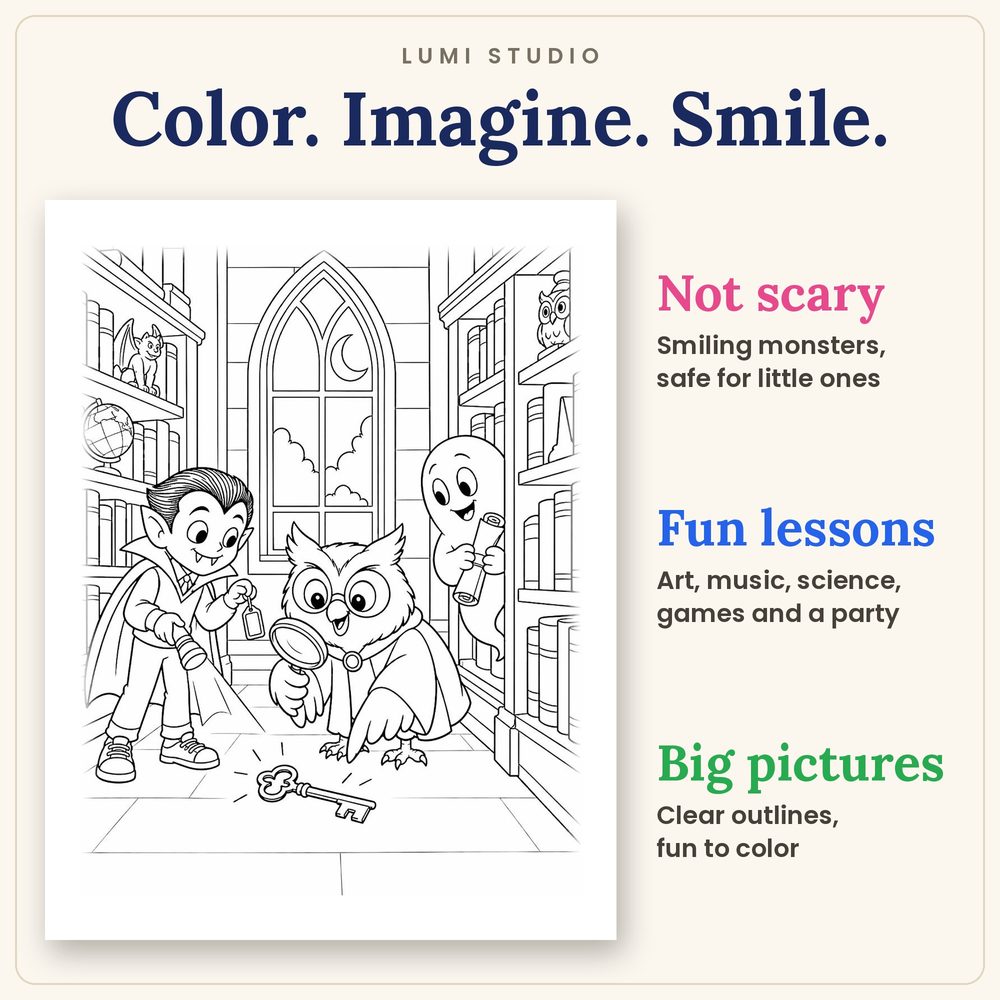 LUMI STUDIO
Color. Imagine. Smile.
Not scary
Smiling monsters,
safe for little ones
Fun lessons
Art, music, science,
games and a party
Big pictures
Clear outlines,
fun to color